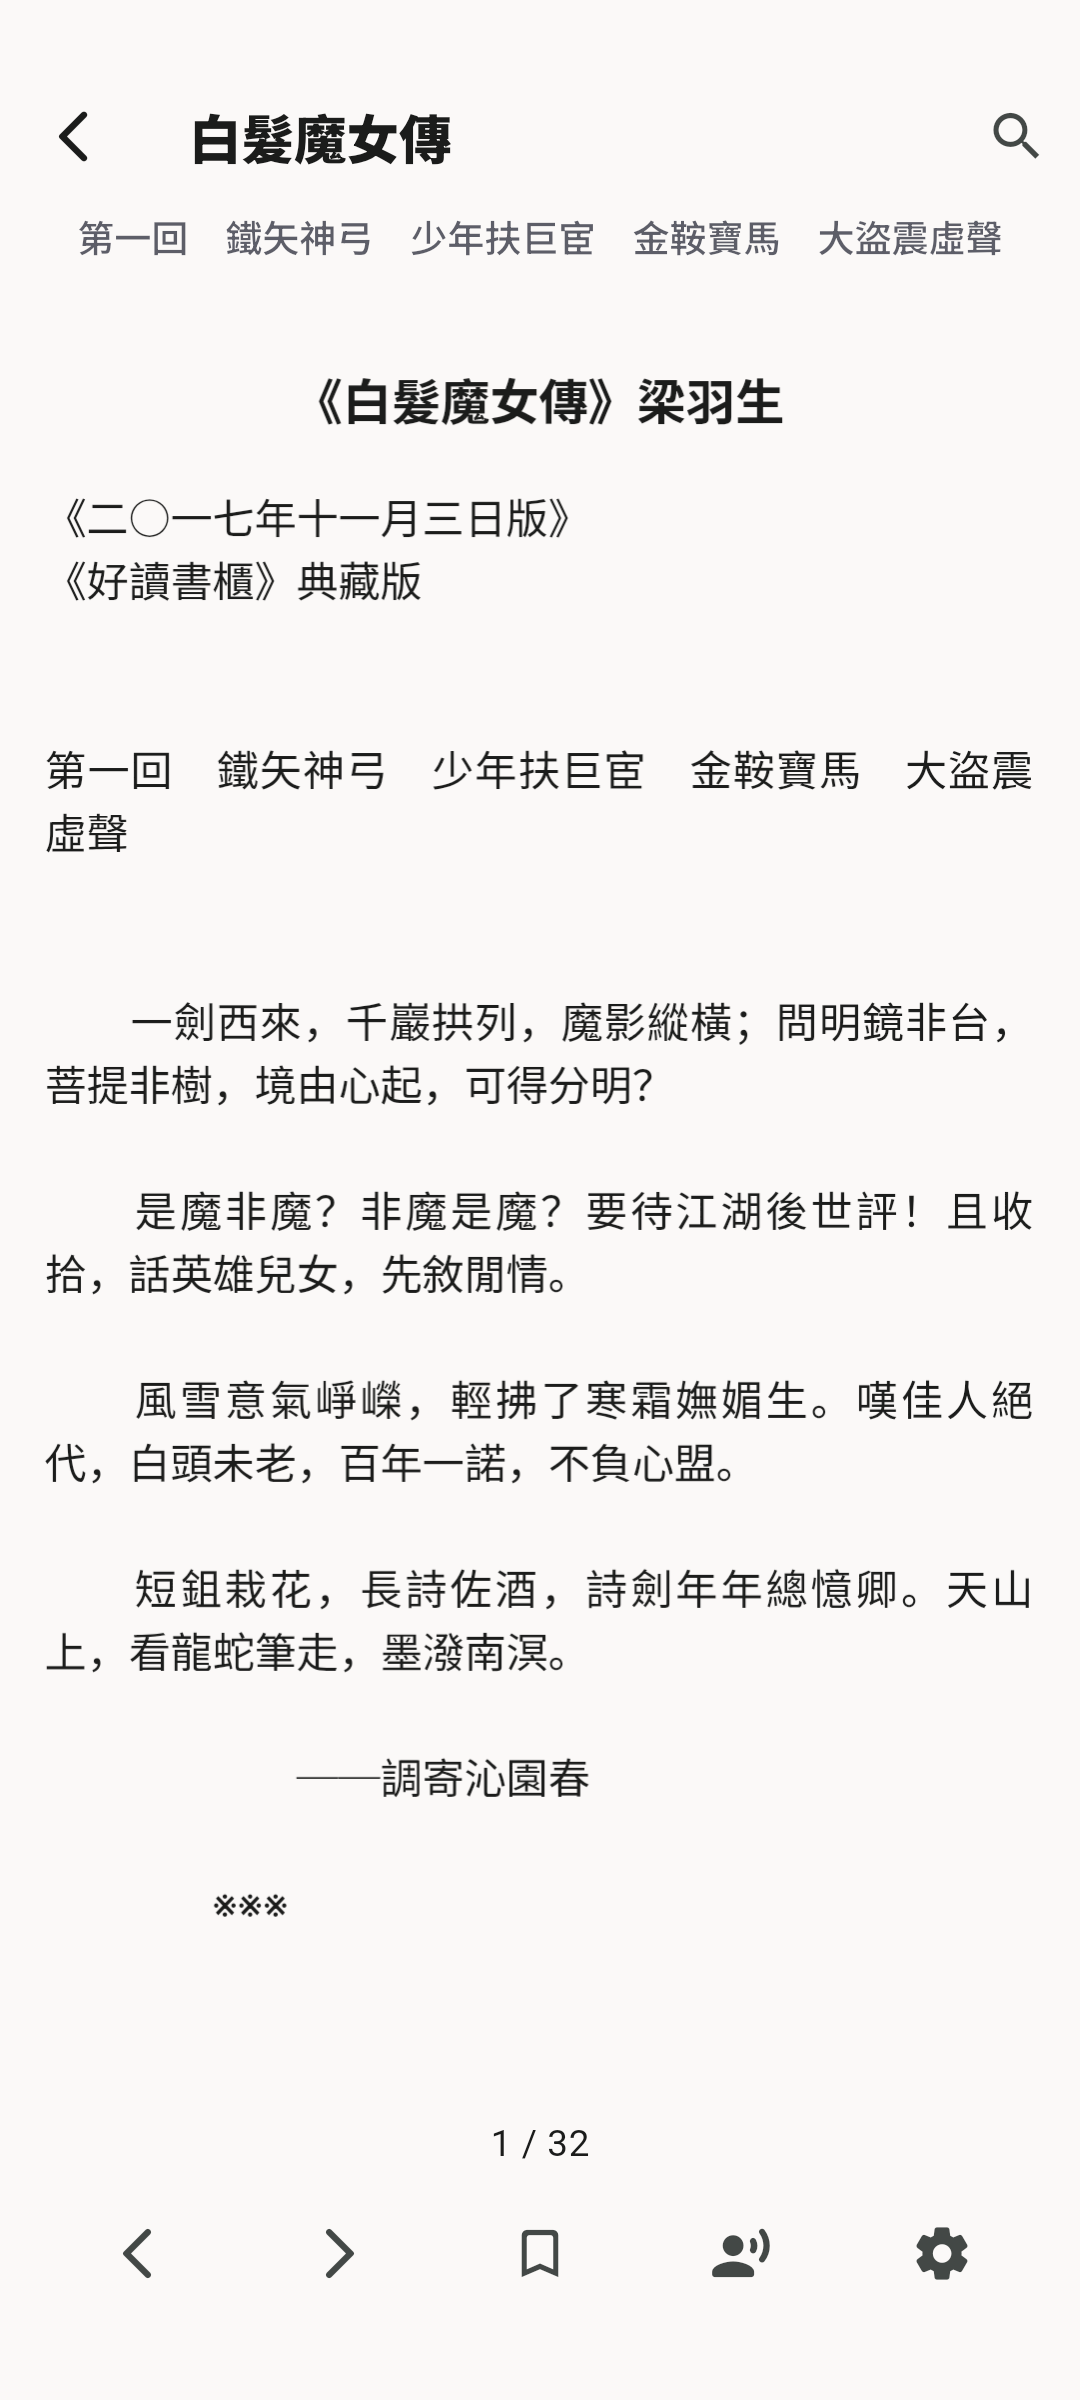 白髮魔女傳
第一回　鐵矢神弓　少年扶巨宦　金鞍寶馬　大盜震虛聲
《白髮魔女傳》梁羽生
《二〇一七年十一月三日版》
《好讀書櫃》典藏版
第一回　鐵矢神弓　少年扶巨宦　金鞍寶馬　大盜震
虛聲
一劍西來，千巖拱列，魔影縱橫；問明鏡非台，
菩提非樹，境由心起，可得分明？
是魔非魔？非魔是魔？要待江湖後世評！且收
拾，話英雄兒女，先敘閒情。
風雪意氣崢嶸，輕拂了寒霜嫵媚生。嘆佳人絕
代，白頭未老，百年一諾，不負心盟。
短鉏栽花，長詩佐酒，詩劍年年總憶卿。天山
上，看龍蛇筆走，墨潑南溟。
——調寄沁園春
※※※
1 / 32